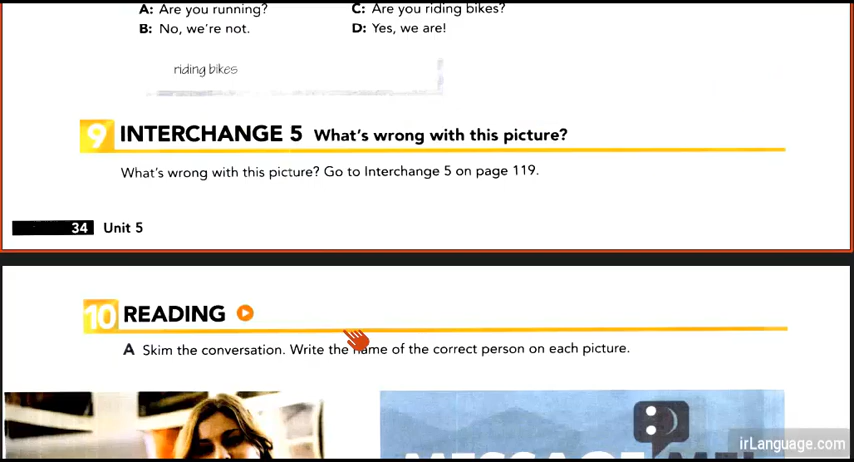 A: Are you running?
C: Are you riding bikes?
B: No, we're not.
D: Yes, we are!
riding bikes
9 INTERCHANGE 5 What's wrong with this picture?
What's wrong with this picture? Go to Interchange 5 on page 119.
34 Unit 5
10 READING
A Skim the conversation. Write the name of the correct person on each picture.
MESSAGE ME!
irLanguage.com